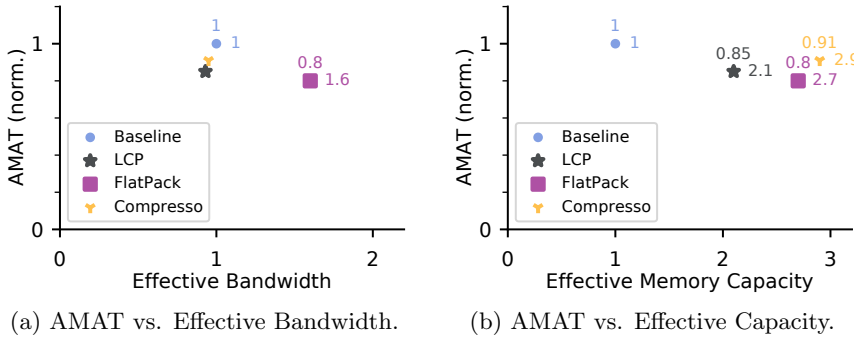 AMAT (norm.)
1
0
1
1
0.8
1.6
Baseline
LCP
FlatPack
Compresso
0
1
2
Effective Bandwidth
(a) AMAT vs. Effective Bandwidth.
AMAT (norm.)
1
0
1
1
0.85
2.1
0.8
2.7
0.91
2.9
Baseline
LCP
FlatPack
Compresso
0
1
2
3
Effective Memory Capacity
(b) AMAT vs. Effective Capacity.